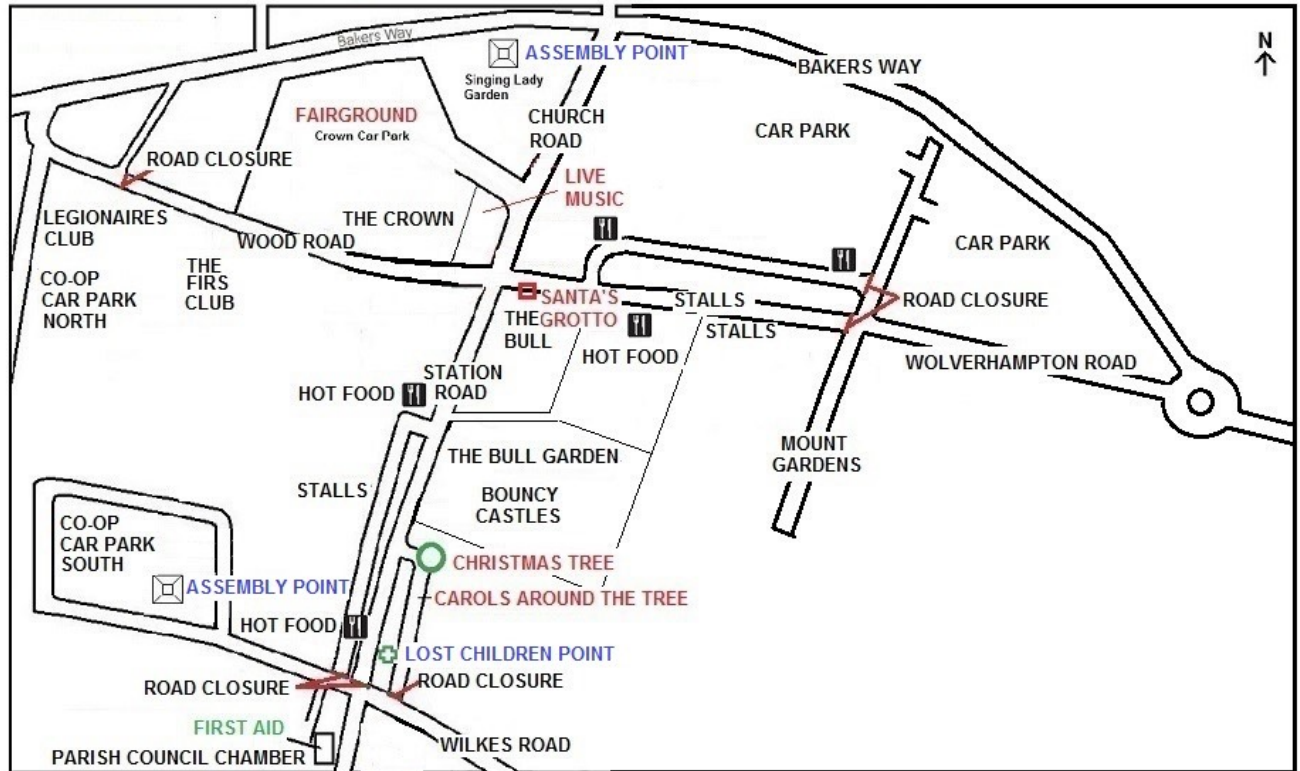 Bakers Way
N
ASSEMBLY POINT
Singing Lady
Garden
BAKERS WAY
FAIRGROUND
Crown Car Park
CHURCH
ROAD
CAR PARK
ROAD CLOSURE
LIVE
MUSIC
LEGIONAIRES
CLUB
THE CROWN
WOOD ROAD
CAR PARK
CO-OP
CAR PARK
NORTH
THE
FIRS
CLUB
SANTA'S
GROTTO
STALLS
ROAD CLOSURE
THE
BULL
STALLS
HOT FOOD
WOLVERHAMPTON ROAD
STATION
ROAD
HOT FOOD
MOUNT
GARDENS
THE BULL GARDEN
STALLS
BOUNCY
CASTLES
CO-OP
CAR PARK
SOUTH
CHRISTMAS TREE
ASSEMBLY POINT
CAROLS AROUND THE TREE
HOT FOOD
LOST CHILDREN POINT
ROAD CLOSURE
ROAD CLOSURE
FIRST AID
PARISH COUNCIL CHAMBER
WILKES ROAD